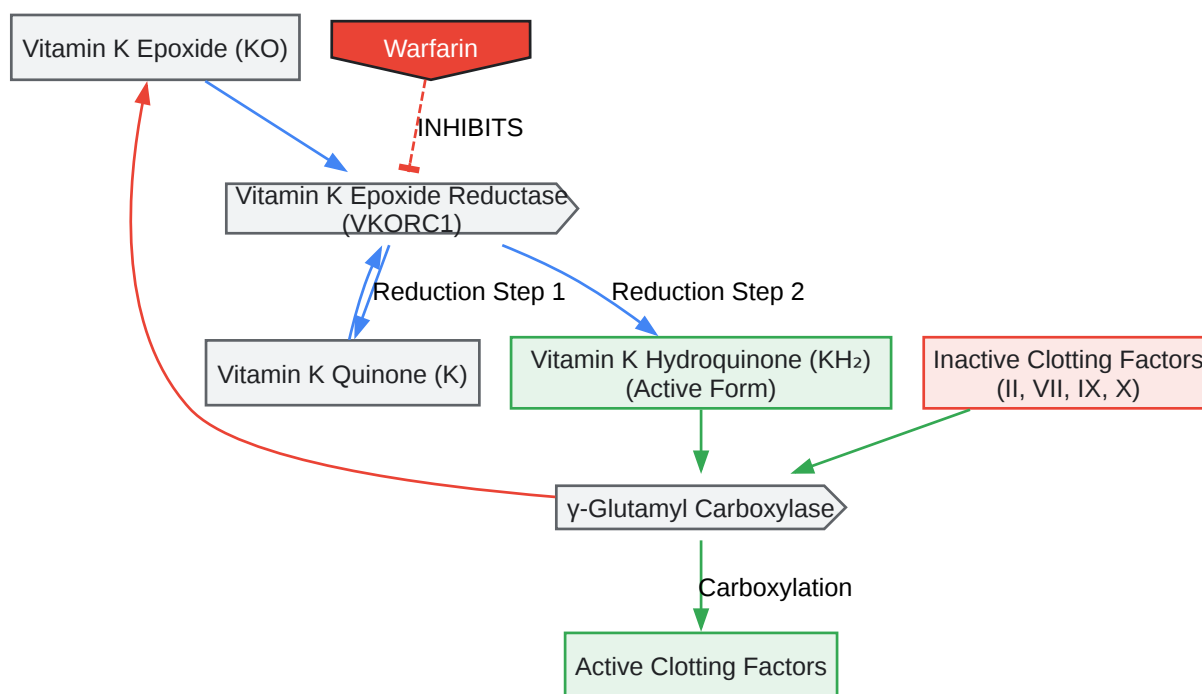 Vitamin K Epoxide (KO)
Warfarin
INHIBITS
Vitamin K Epoxide Reductase
(VKORC1)
Reduction Step 1
Reduction Step 2
Vitamin K Quinone (K)
Vitamin K Hydroquinone (KH₂)
(Active Form)
Inactive Clotting Factors
(II, VII, IX, X)
γ-Glutamyl Carboxylase
Carboxylation
Active Clotting Factors